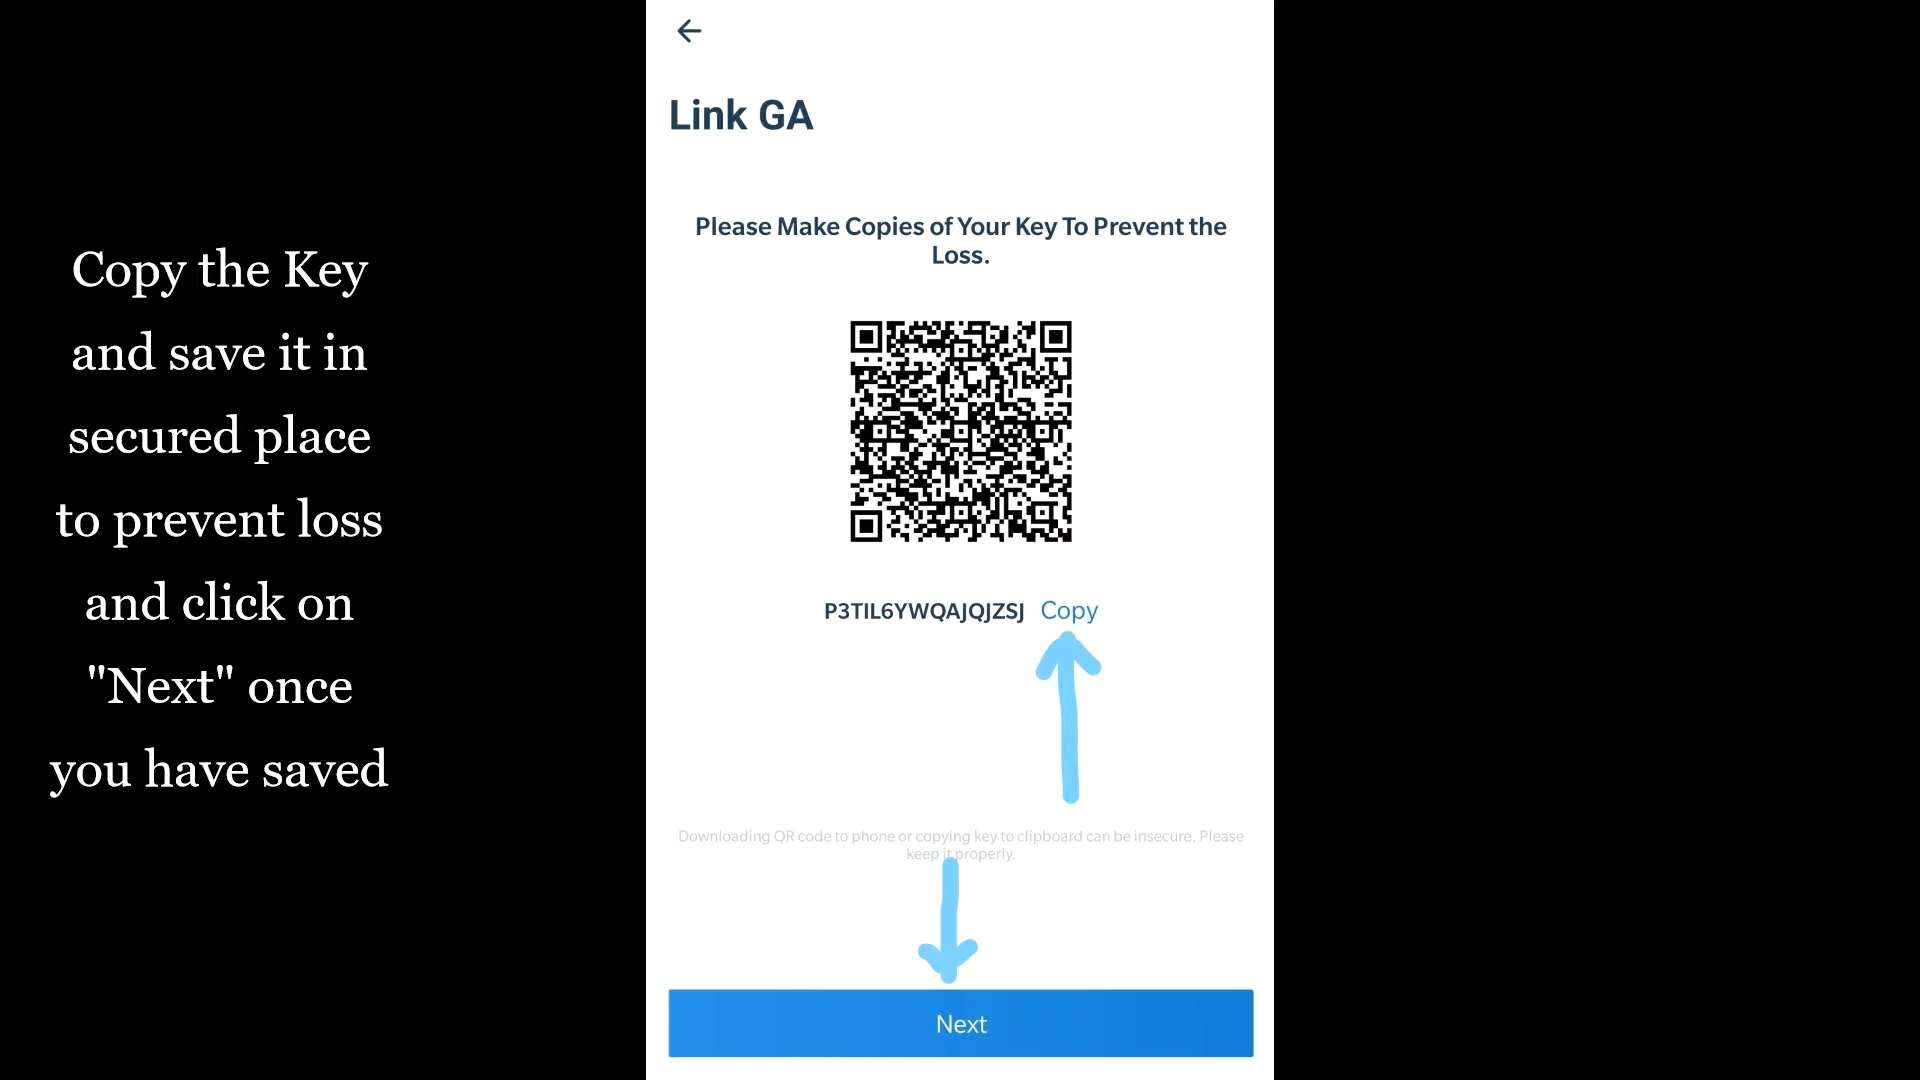 Copy the Key
and save it in
secured place
to prevent loss
and click on
"Next" once
you have saved
Link GA
Please Make Copies of Your Key To Prevent the
Loss.
P3TIL6YWQAJQJZSJ Copy
Downloading QR code to phone or copying key to clipboard can be insecure. Please
keep it properly.
Next